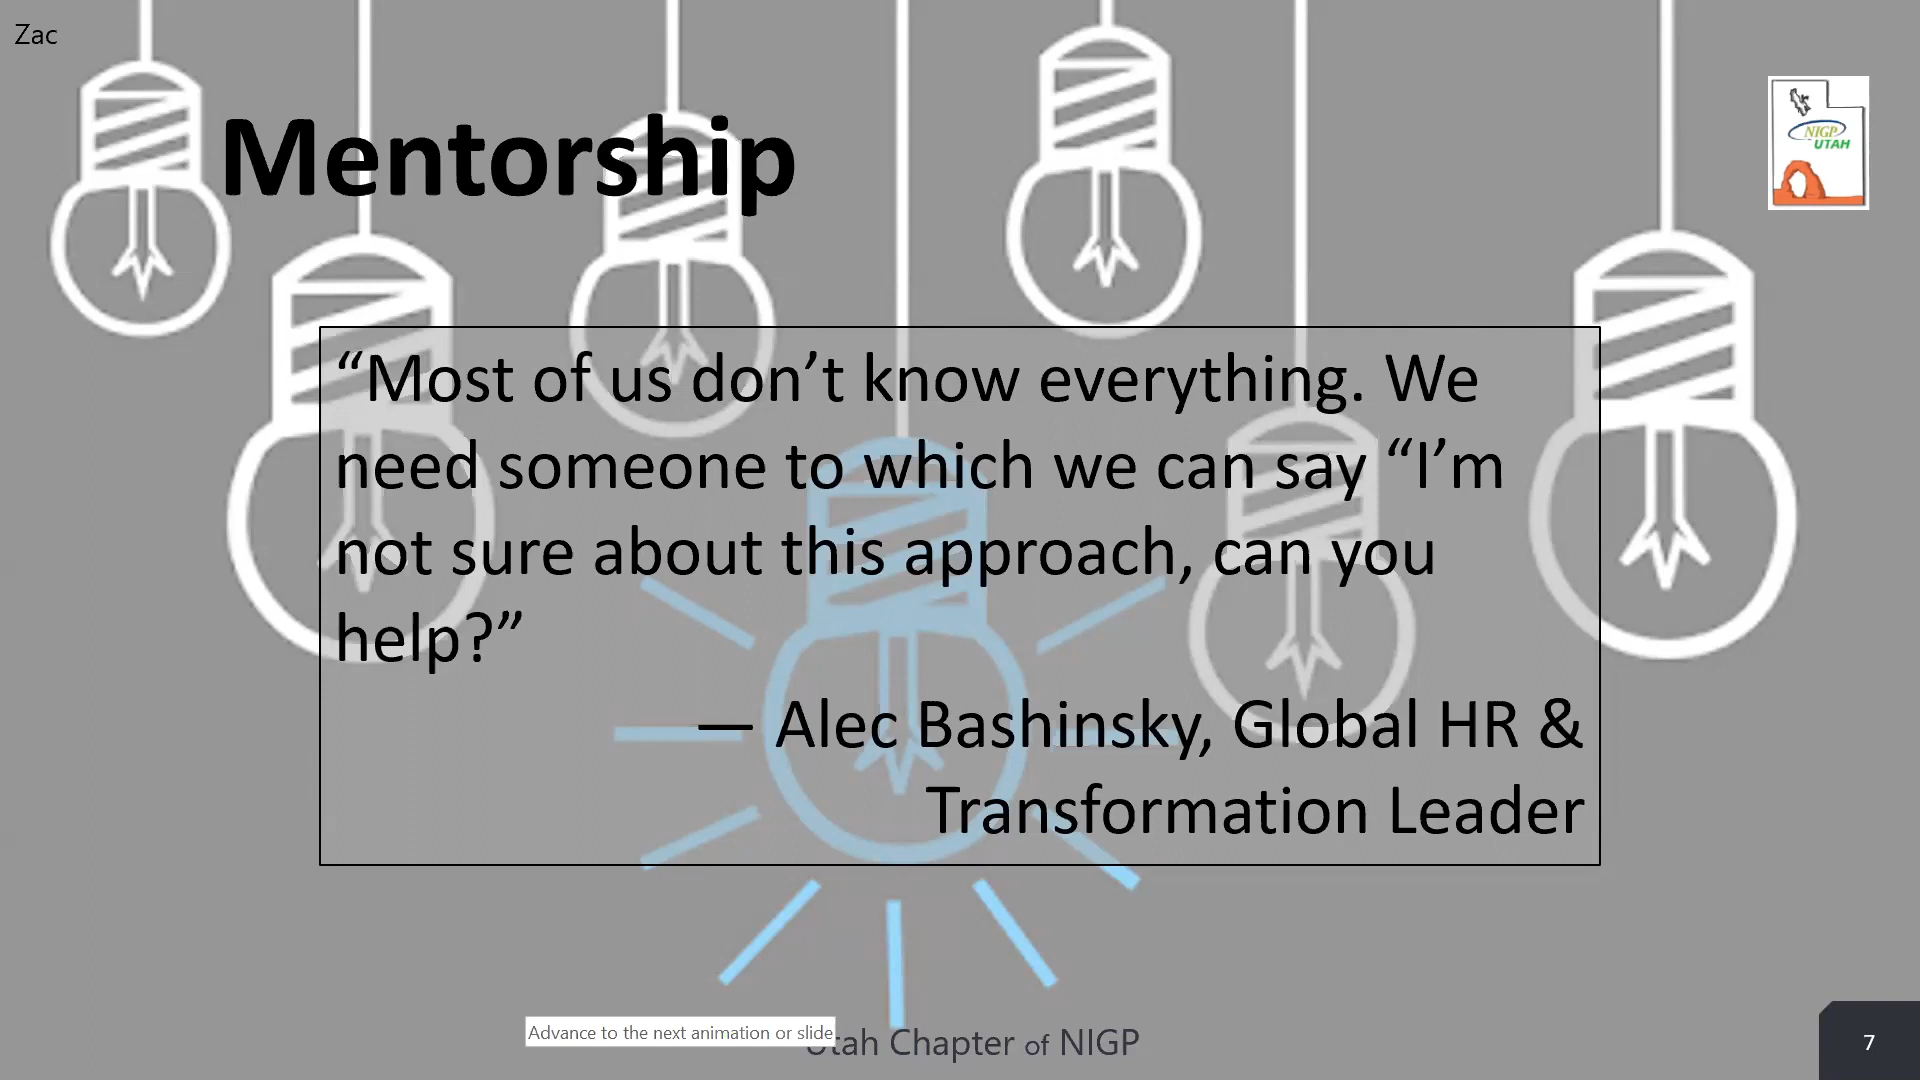 Zac
Mentorship
NIGP
UTAH
“Most of us don’t know everything. We
need someone to which we can say “I’m
not sure about this approach, can you
help?”
— Alec Bashinsky, Global HR &
Transformation Leader
Advance to the next animation or slide
Utah Chapter of NIGP
7